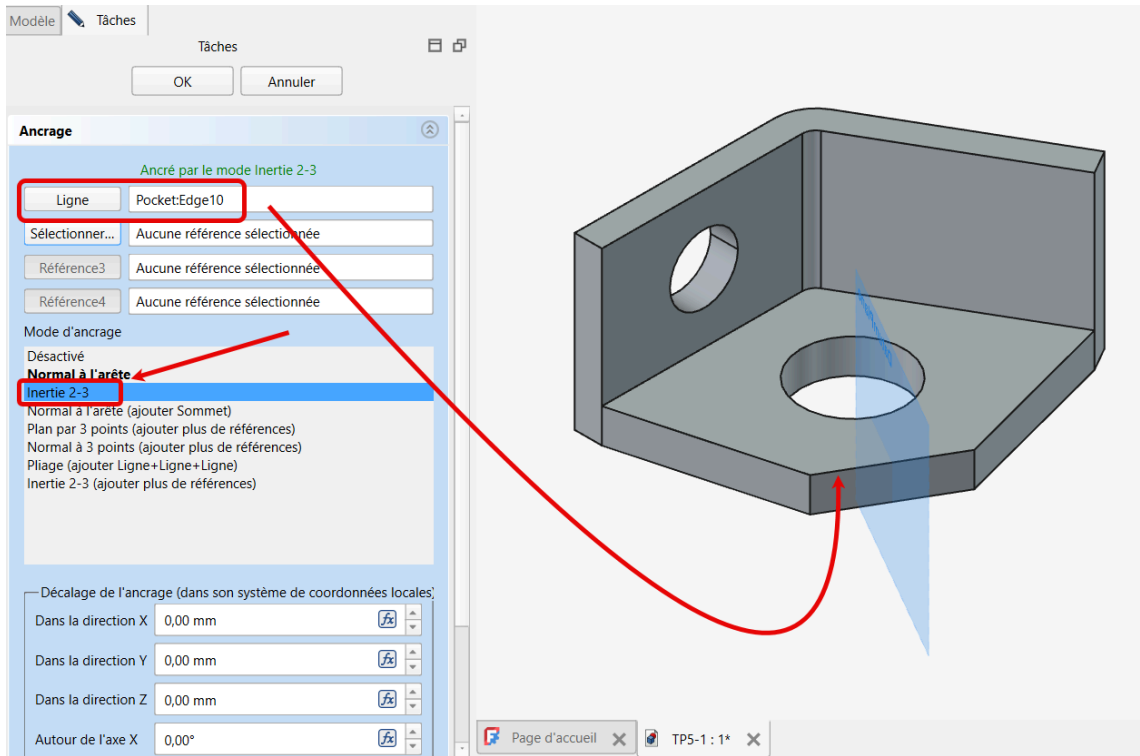 Modèle Tâches
Tâches
OK Annuler
Ancrage
Ancré par le mode Inertie 2-3
Ligne Pocket:Edge10
Sélectionner... Aucune référence sélectionnée
Référence3 Aucune référence sélectionnée
Référence4 Aucune référence sélectionnée
Mode d'ancrage
Désactivé
Normal à l'arête
Inertie 2-3
Normal à l'arête (ajouter Sommet)
Plan par 3 points (ajouter plus de références)
Normal à 3 points (ajouter plus de références)
Pliage (ajouter Ligne+Ligne+Ligne)
Inertie 2-3 (ajouter plus de références)
Décalage de l'ancrage (dans son système de coordonnées locales)
Dans la direction X 0,00 mm fx
Dans la direction Y 0,00 mm fx
Dans la direction Z 0,00 mm fx
Autour de l'axe X 0,00° fx
Page d'accueil TP5-1 : 1*